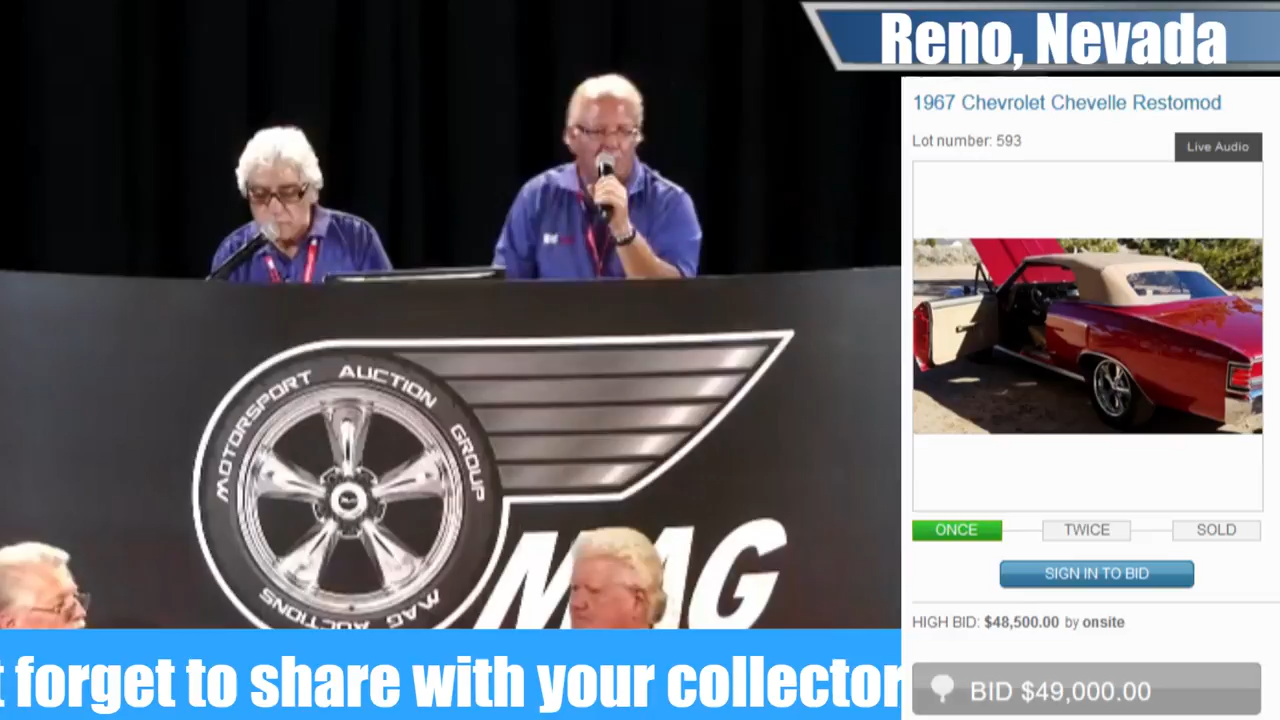 Reno, Nevada
1967 Chevrolet Chevelle Restomod
Lot number: 593
Live Audio
ONCE
TWICE
SOLD
SIGN IN TO BID
HIGH BID: $48,500.00 by onsite
BID $49,000.00
MOTORSPORT AUCTION GROUP
MAG AUCTIONS
MAG
forget to share with your collector